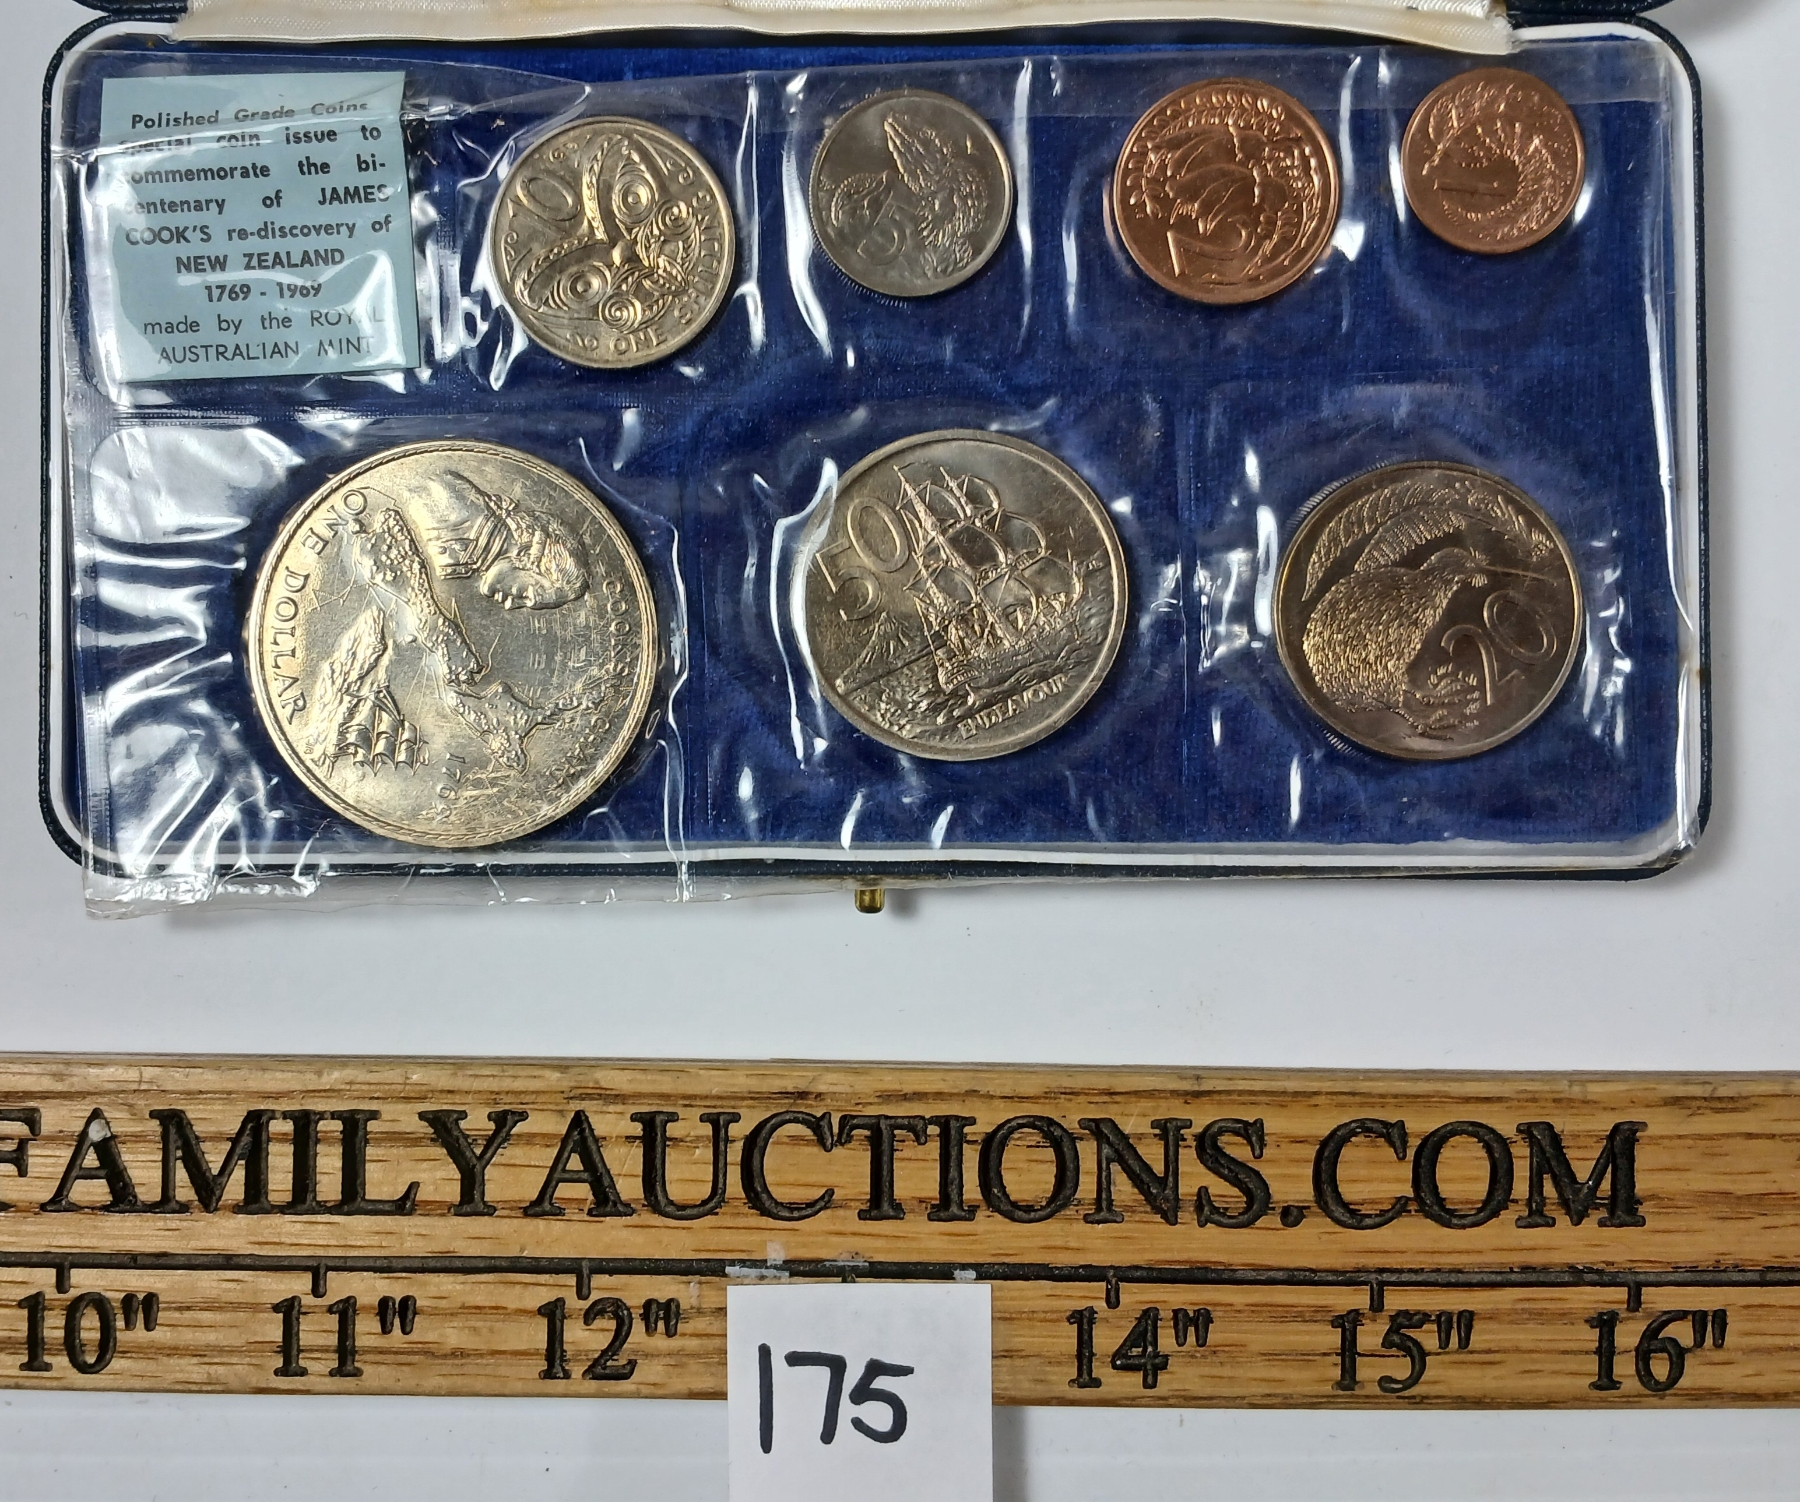 Polished Grade Coins
special coin issue to
commemorate the bi-
centenary of JAMES
COOK'S re-discovery of
NEW ZEALAND
1769 - 1969
made by the ROYAL
AUSTRALIAN MINT
10
ONE SHILLING
5
2
1
ONE DOLLAR
COOK
1769
50
ENDEAVOUR
20
FAMILYAUCTIONS.COM
10" 11" 12" 14" 15" 16"
175